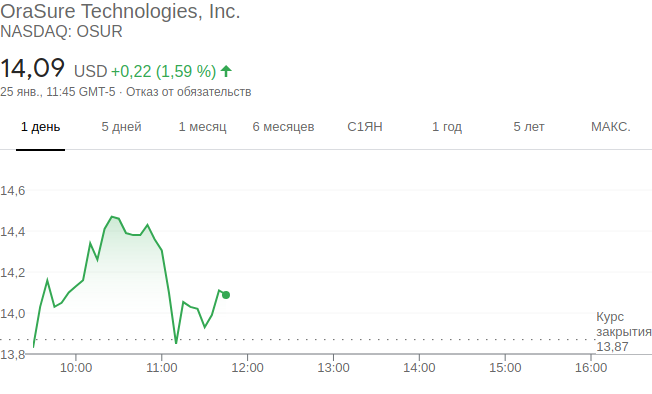 OraSure Technologies, Inc.
NASDAQ: OSUR
14,09 USD +0,22 (1,59 %)
25 янв., 11:45 GMT-5 · Отказ от обязательств
1 день 5 дней 1 месяц 6 месяцев С1ЯН 1 год 5 лет МАКС.
14,6
14,4
14,2
14,0
Курс
закрытия
13,87
13,8
10:00 11:00 12:00 13:00 14:00 15:00 16:00